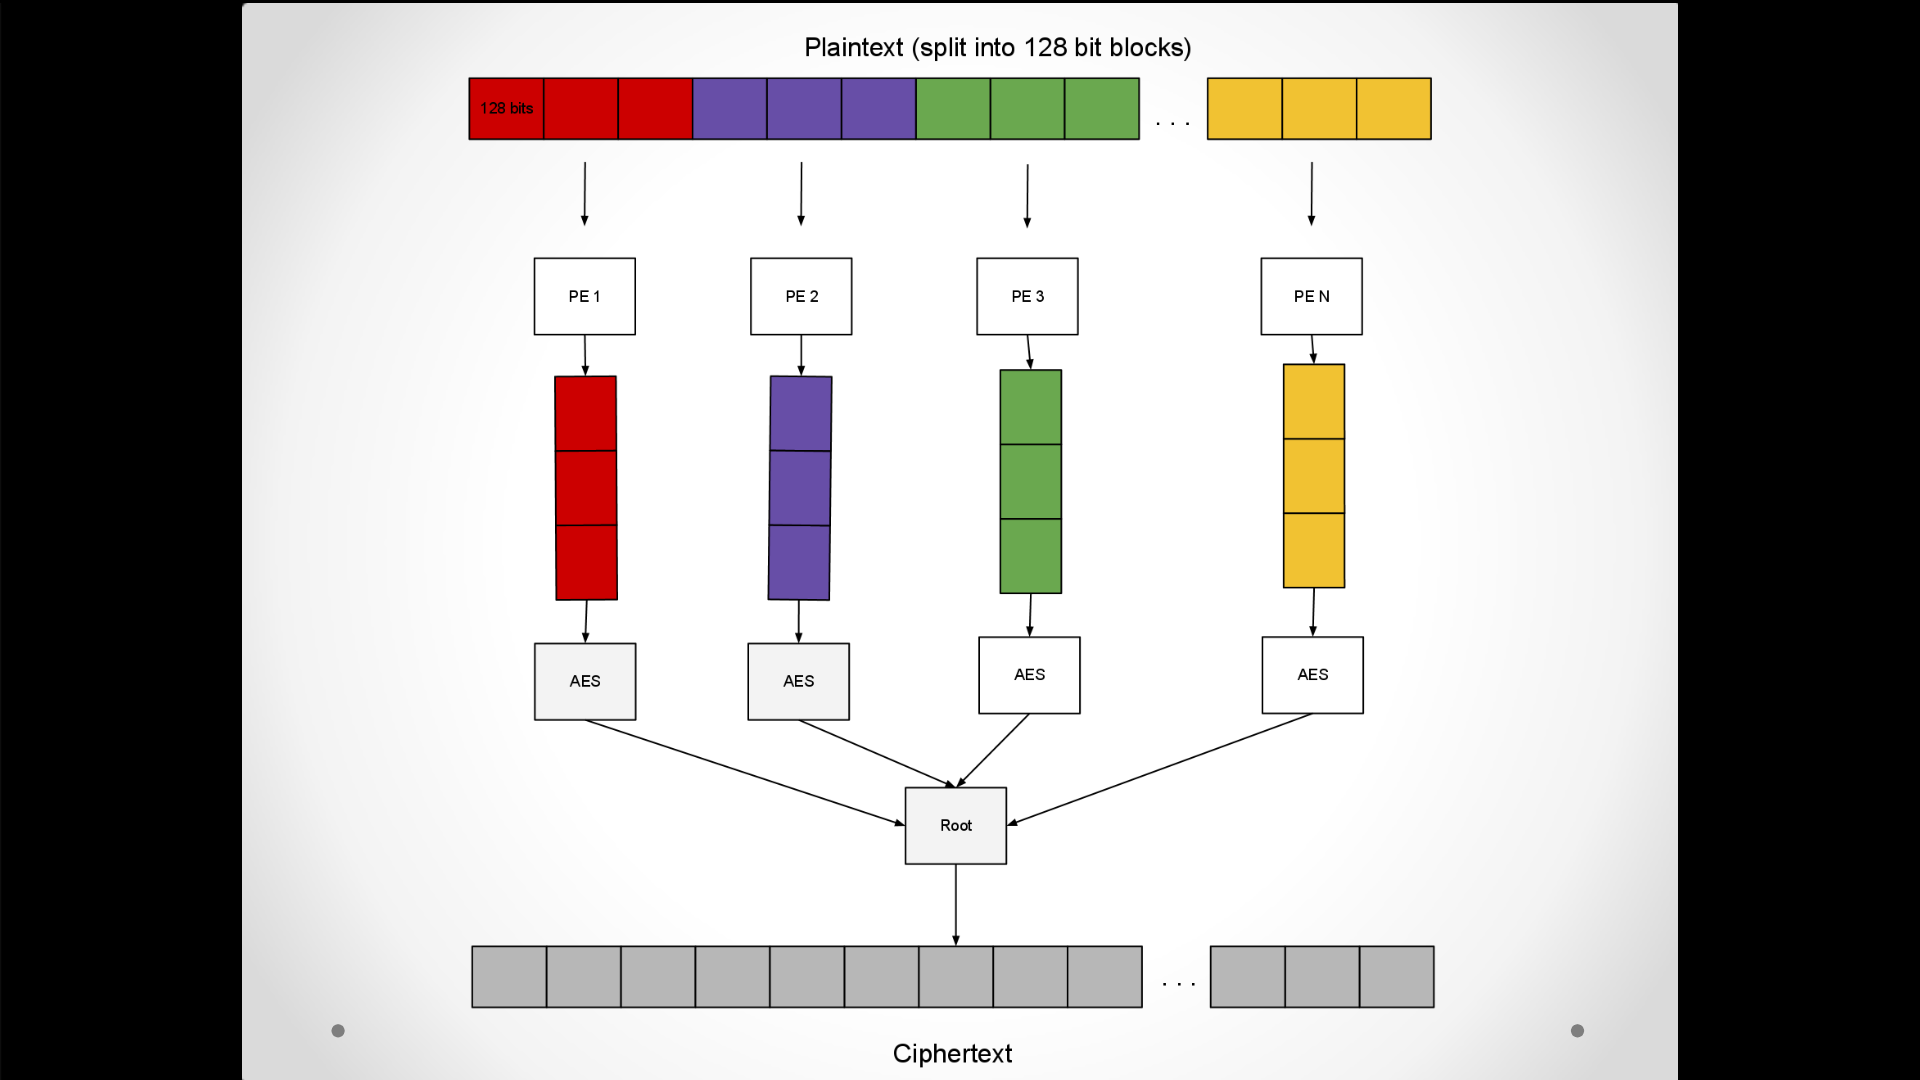 Plaintext (split into 128 bit blocks)
128 bits
. . .
PE 1
PE 2
PE 3
PE N
AES
AES
AES
AES
Root
. . .
Ciphertext